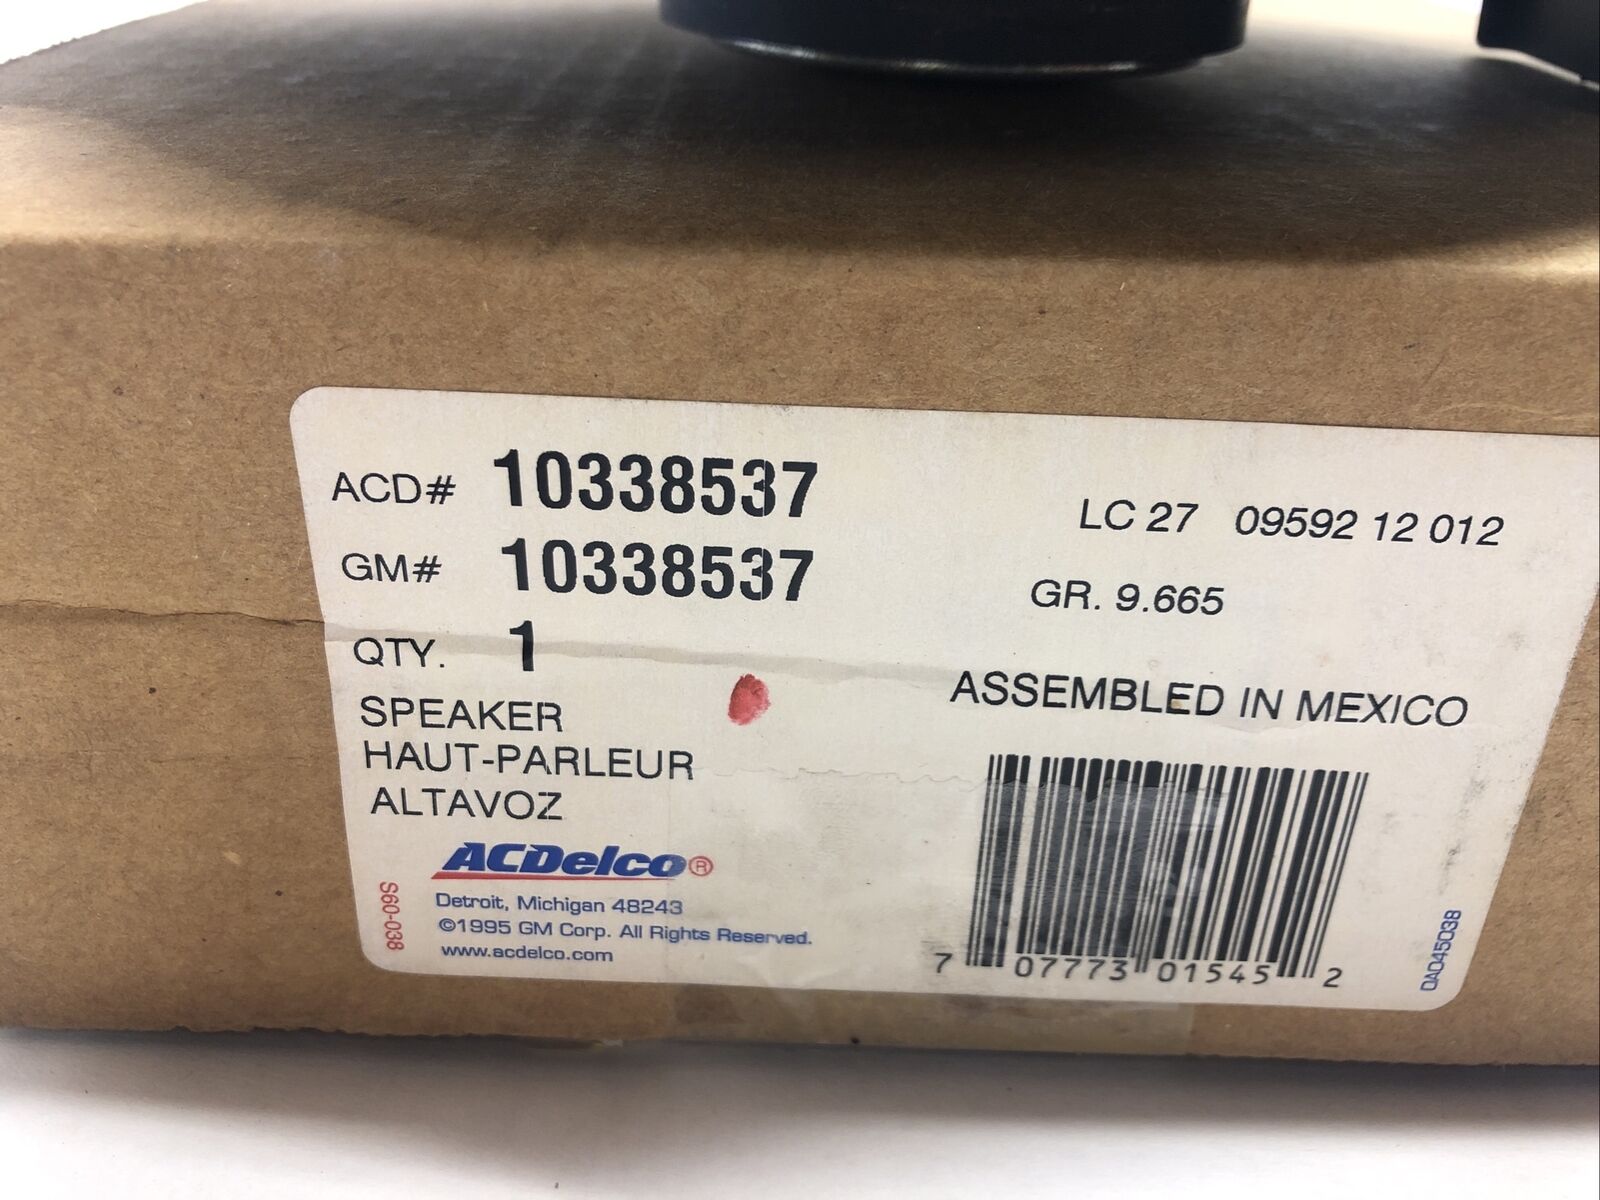 ACD# 10338537
GM# 10338537
QTY. 1
SPEAKER
HAUT-PARLEUR
ALTAVOZ
ACDelco®
Detroit, Michigan 48243
©1995 GM Corp. All Rights Reserved.
www.acdelco.com
S60-038
LC 27 09592 12 012
GR. 9.665
ASSEMBLED IN MEXICO
7 07773 01545 2
0AD45038